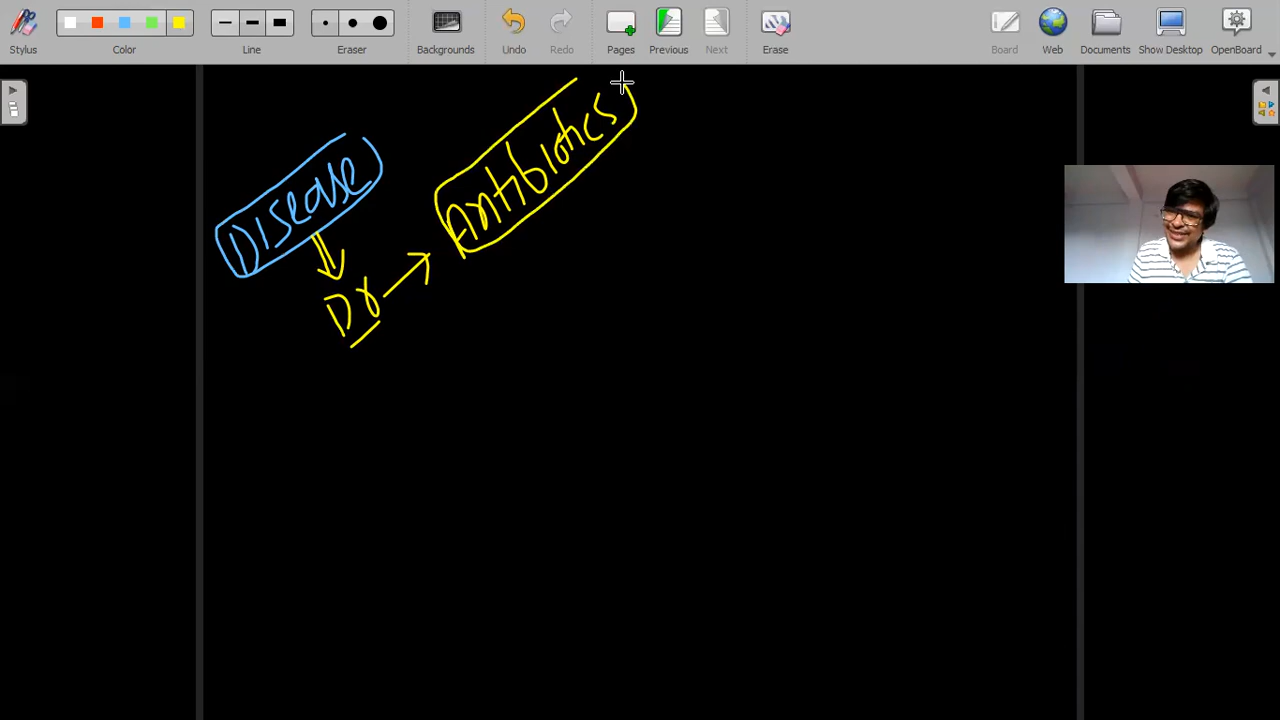 Stylus
Color
Line
Eraser
Backgrounds
Undo
Redo
Pages
Previous
Next
Erase
Board
Web
Documents
Show Desktop
OpenBoard
Disease
Dr
Antibiotics